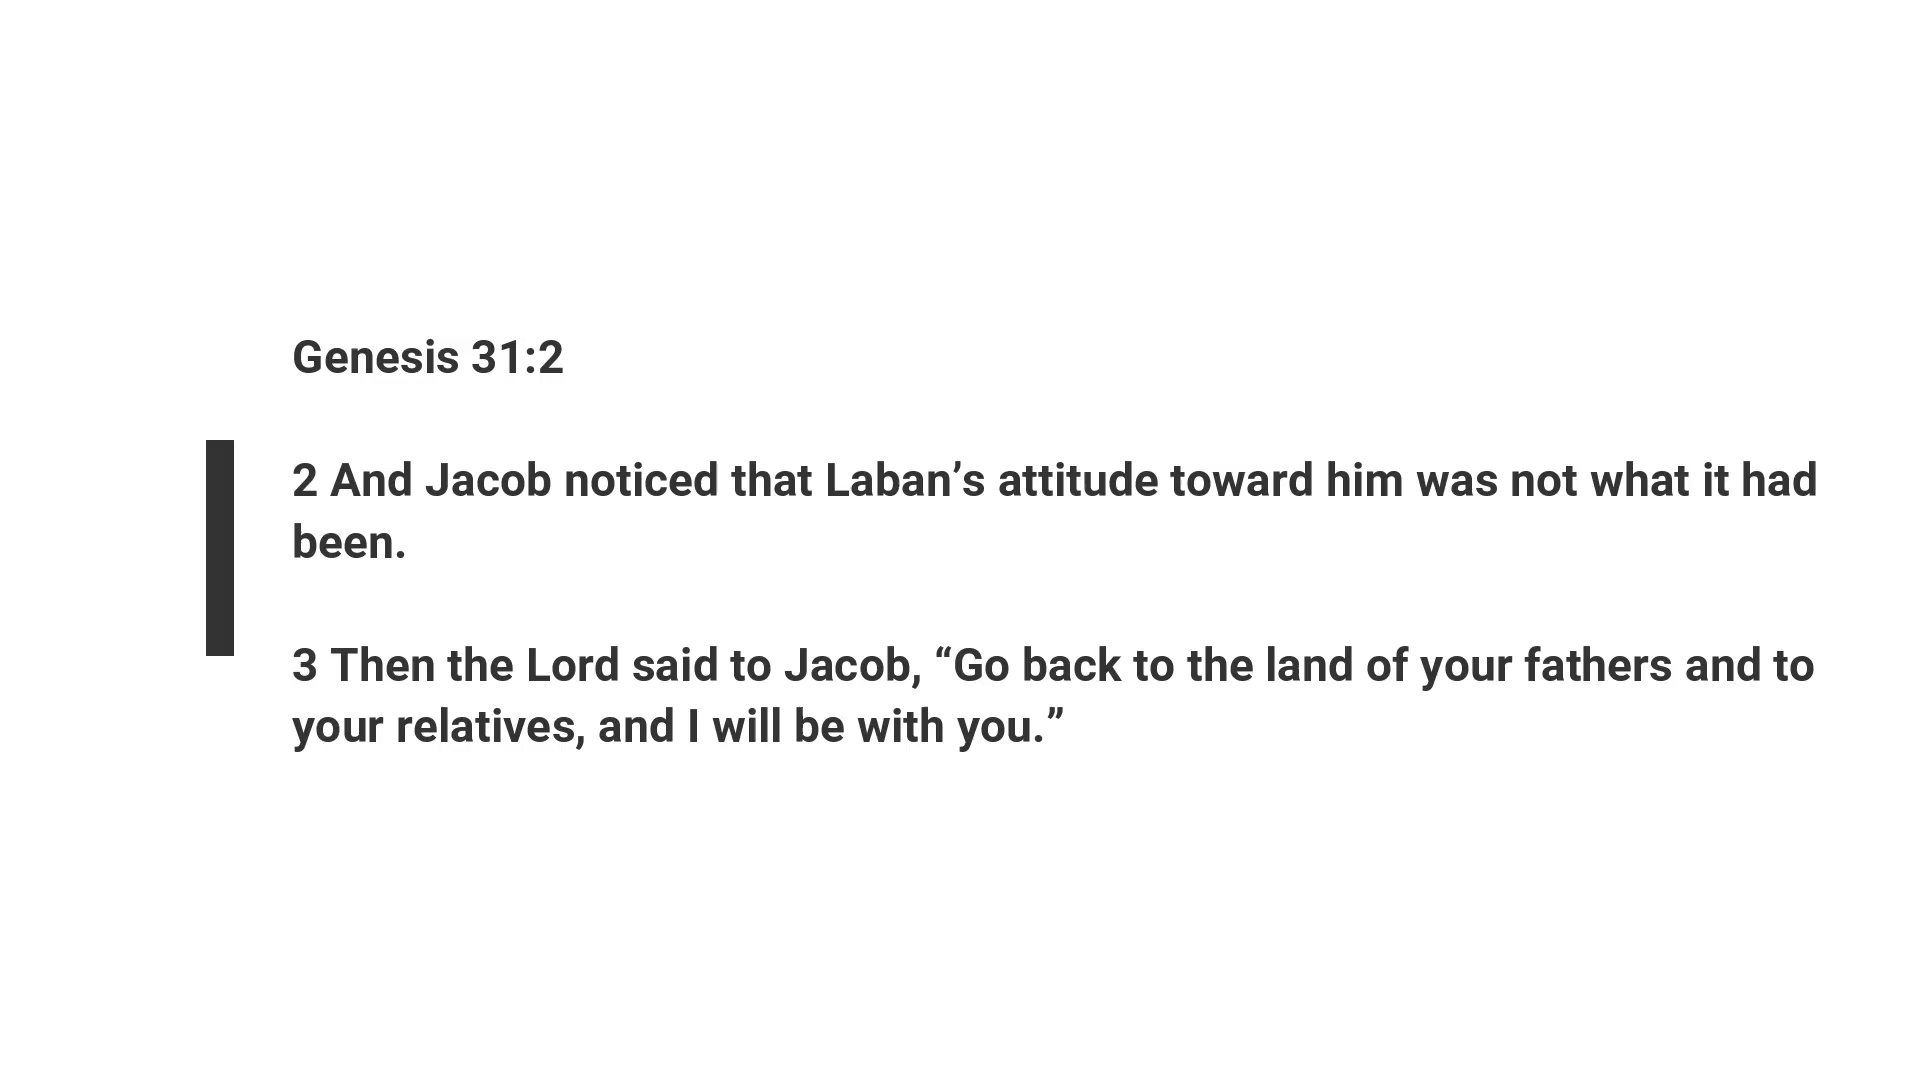 Genesis 31:2
2 And Jacob noticed that Laban’s attitude toward him was not what it had
been.
3 Then the Lord said to Jacob, “Go back to the land of your fathers and to
your relatives, and I will be with you.”